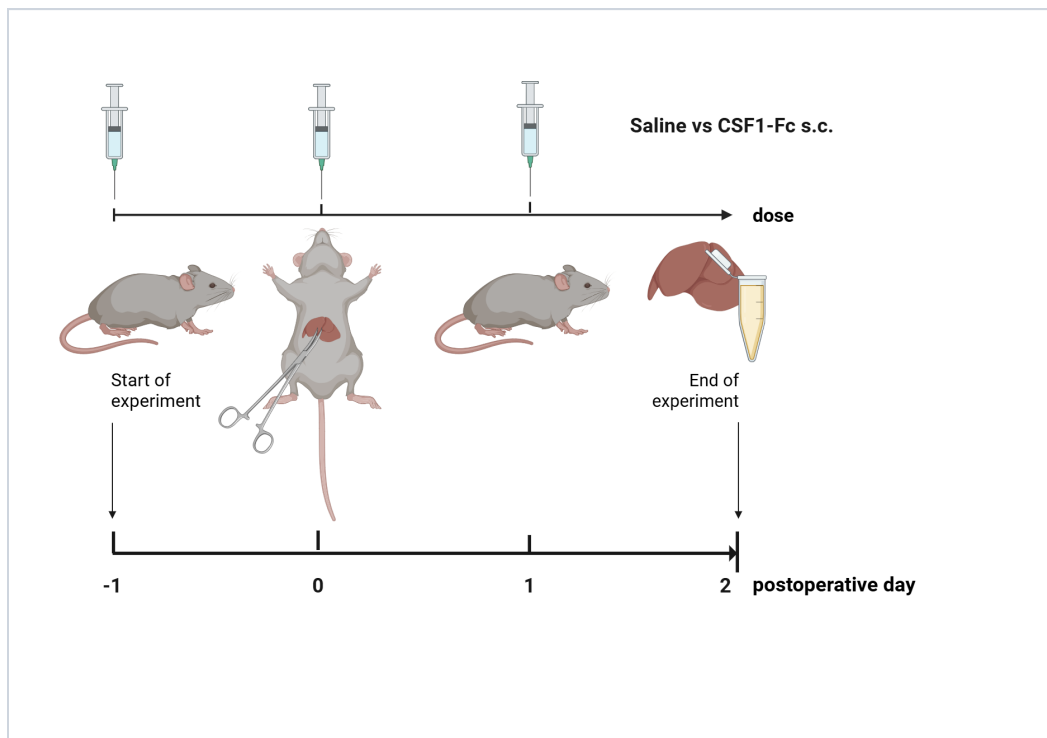 Saline vs CSF1-Fc s.c.
dose
Start of
experiment
End of
experiment
-1
0
1
2
postoperative day